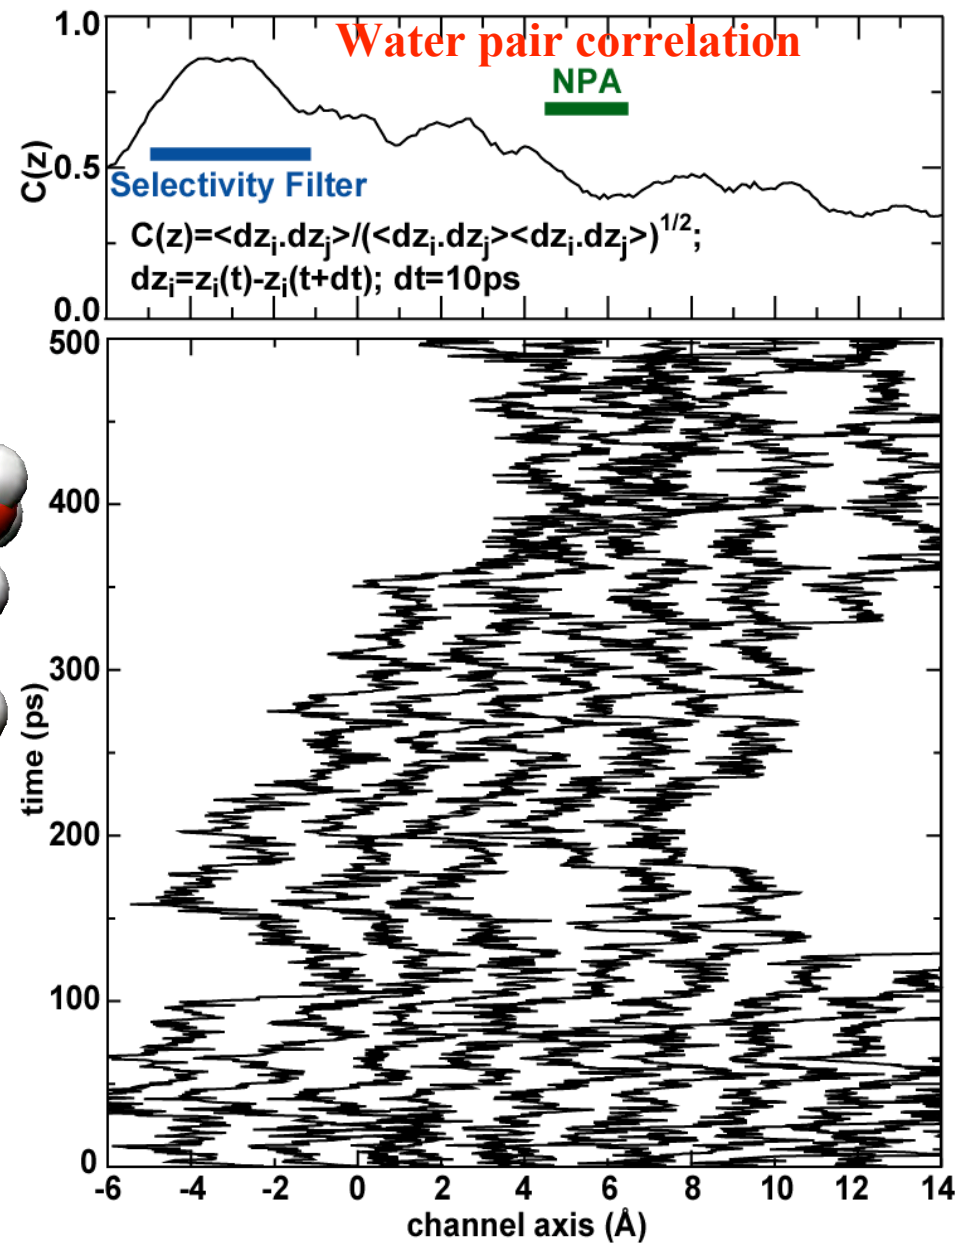 Water pair correlation
1.0
NPA
C(z)
0.5
Selectivity Filter
C(z)=<dzi.dzj>/(<dzi.dzj><dzi.dzj>)1/2;
dzi=zi(t)-zi(t+dt); dt=10ps
0.0
500
400
300
time (ps)
200
100
0
-6 -4 -2 0 2 4 6 8 10 12 14
channel axis (Å)